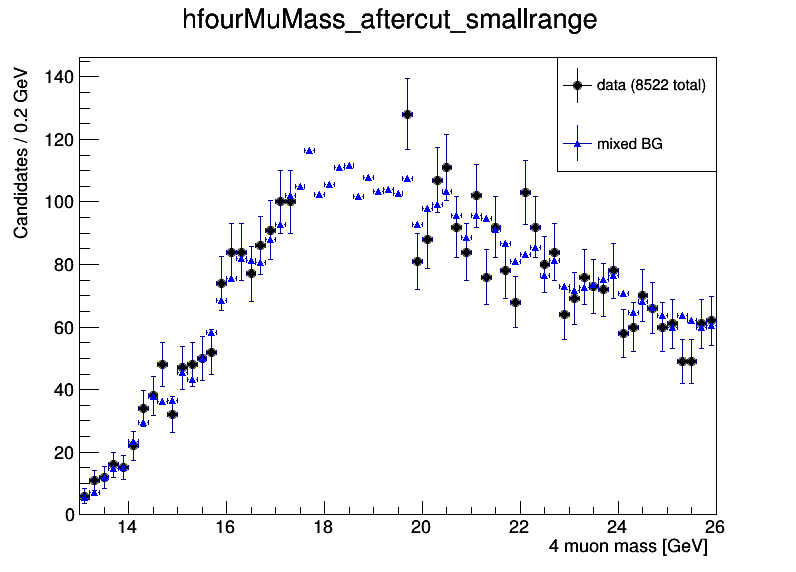 hfourMuMass_aftercut_smallrange
Candidates / 0.2 GeV
data (8522 total)
mixed BG
140
120
100
80
60
40
20
0
14 16 18 20 22 24 26
4 muon mass [GeV]